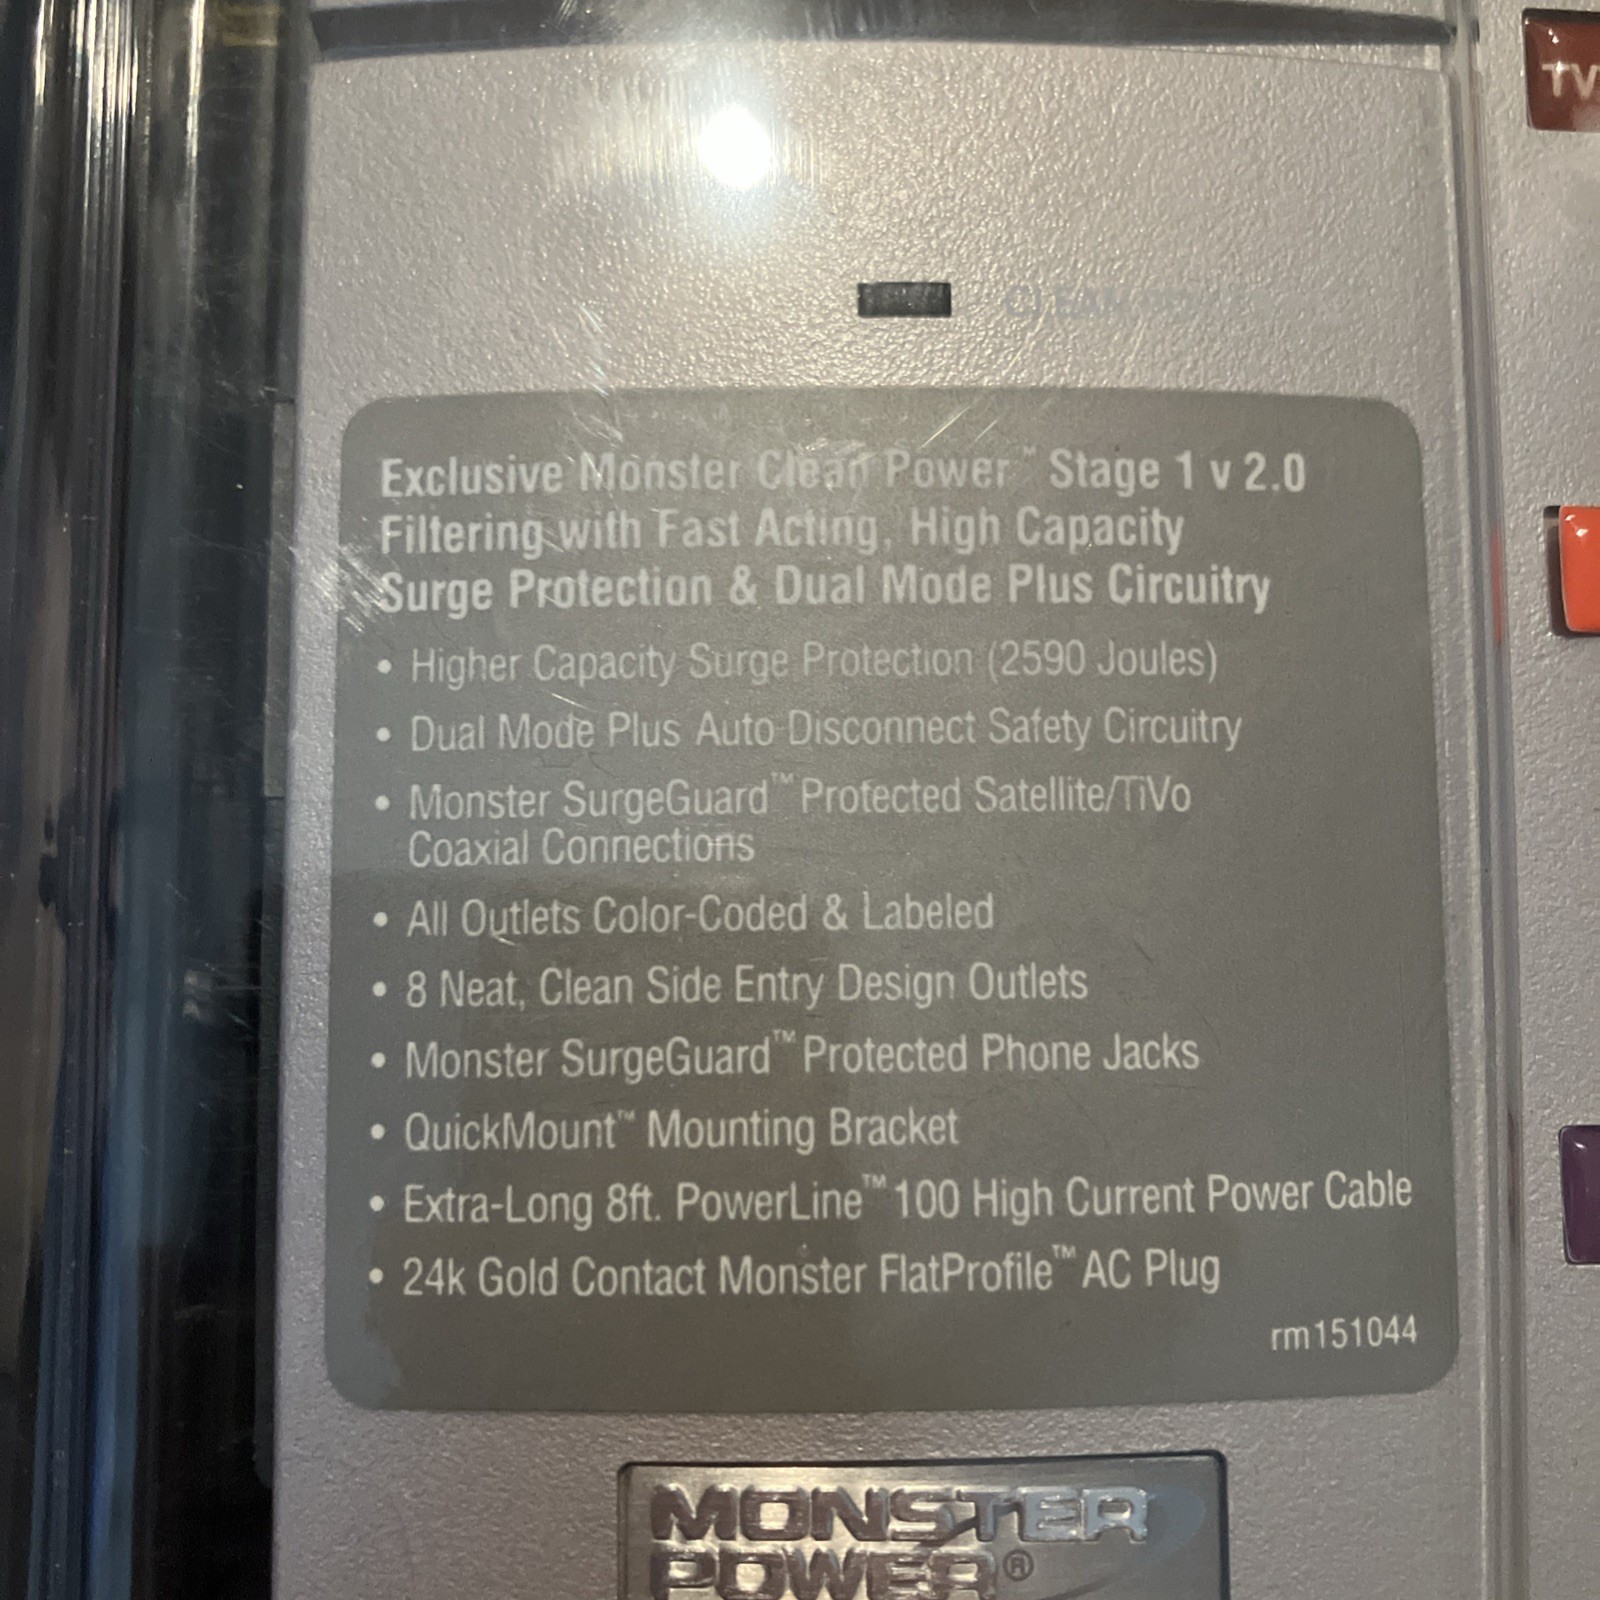 TV
Exclusive Monster Clean Power™ Stage 1 v 2.0
Filtering with Fast Acting, High Capacity
Surge Protection & Dual Mode Plus Circuitry
• Higher Capacity Surge Protection (2590 Joules)
• Dual Mode Plus Auto Disconnect Safety Circuitry
• Monster SurgeGuard™ Protected Satellite/TiVo
Coaxial Connections
• All Outlets Color-Coded & Labeled
• 8 Neat, Clean Side Entry Design Outlets
• Monster SurgeGuard™ Protected Phone Jacks
• QuickMount™ Mounting Bracket
• Extra-Long 8ft. PowerLine™ 100 High Current Power Cable
• 24k Gold Contact Monster FlatProfile™ AC Plug
rm151044
MONSTER
POWER®